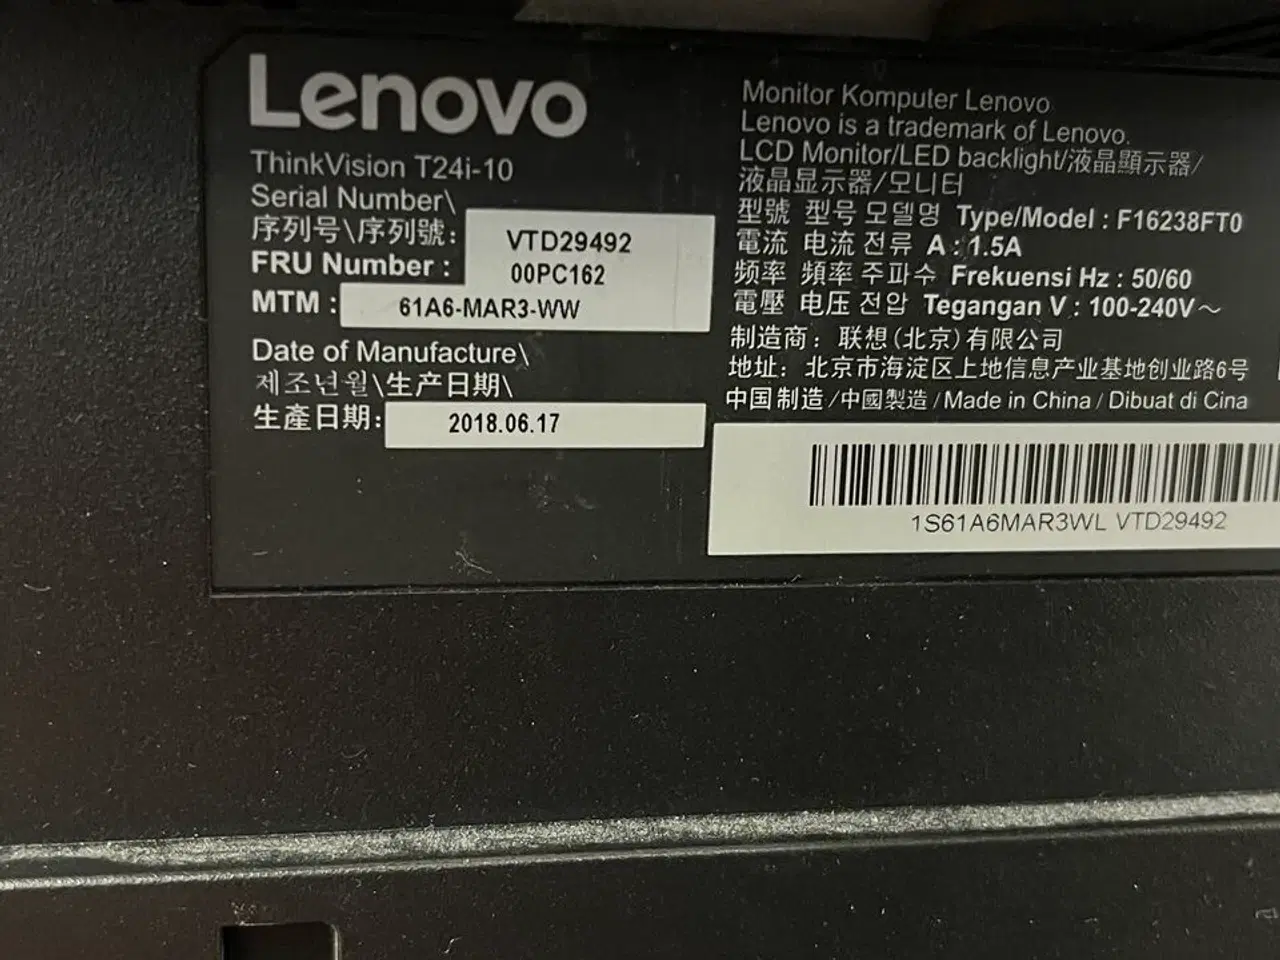 Lenovo
ThinkVision T24i-10
Serial Number\
序列号\序列號: VTD29492
FRU Number : 00PC162
MTM : 61A6-MAR3-WW
Date of Manufacture\
제조년월\生产日期\
生產日期: 2018.06.17
Monitor Komputer Lenovo
Lenovo is a trademark of Lenovo.
LCD Monitor/LED backlight/液晶顯示器/
液晶显示器/모니터
型號 型号 모델명 Type/Model : F16238FT0
電流 电流 전류 A : 1.5A
频率 頻率 주파수 Frekuensi Hz : 50/60
電壓 电压 전압 Tegangan V : 100-240V~
制造商: 联想(北京)有限公司
地址: 北京市海淀区上地信息产业基地创业路6号
中国制造/中國製造/Made in China/Dibuat di Cina
1S61A6MAR3WL VTD29492